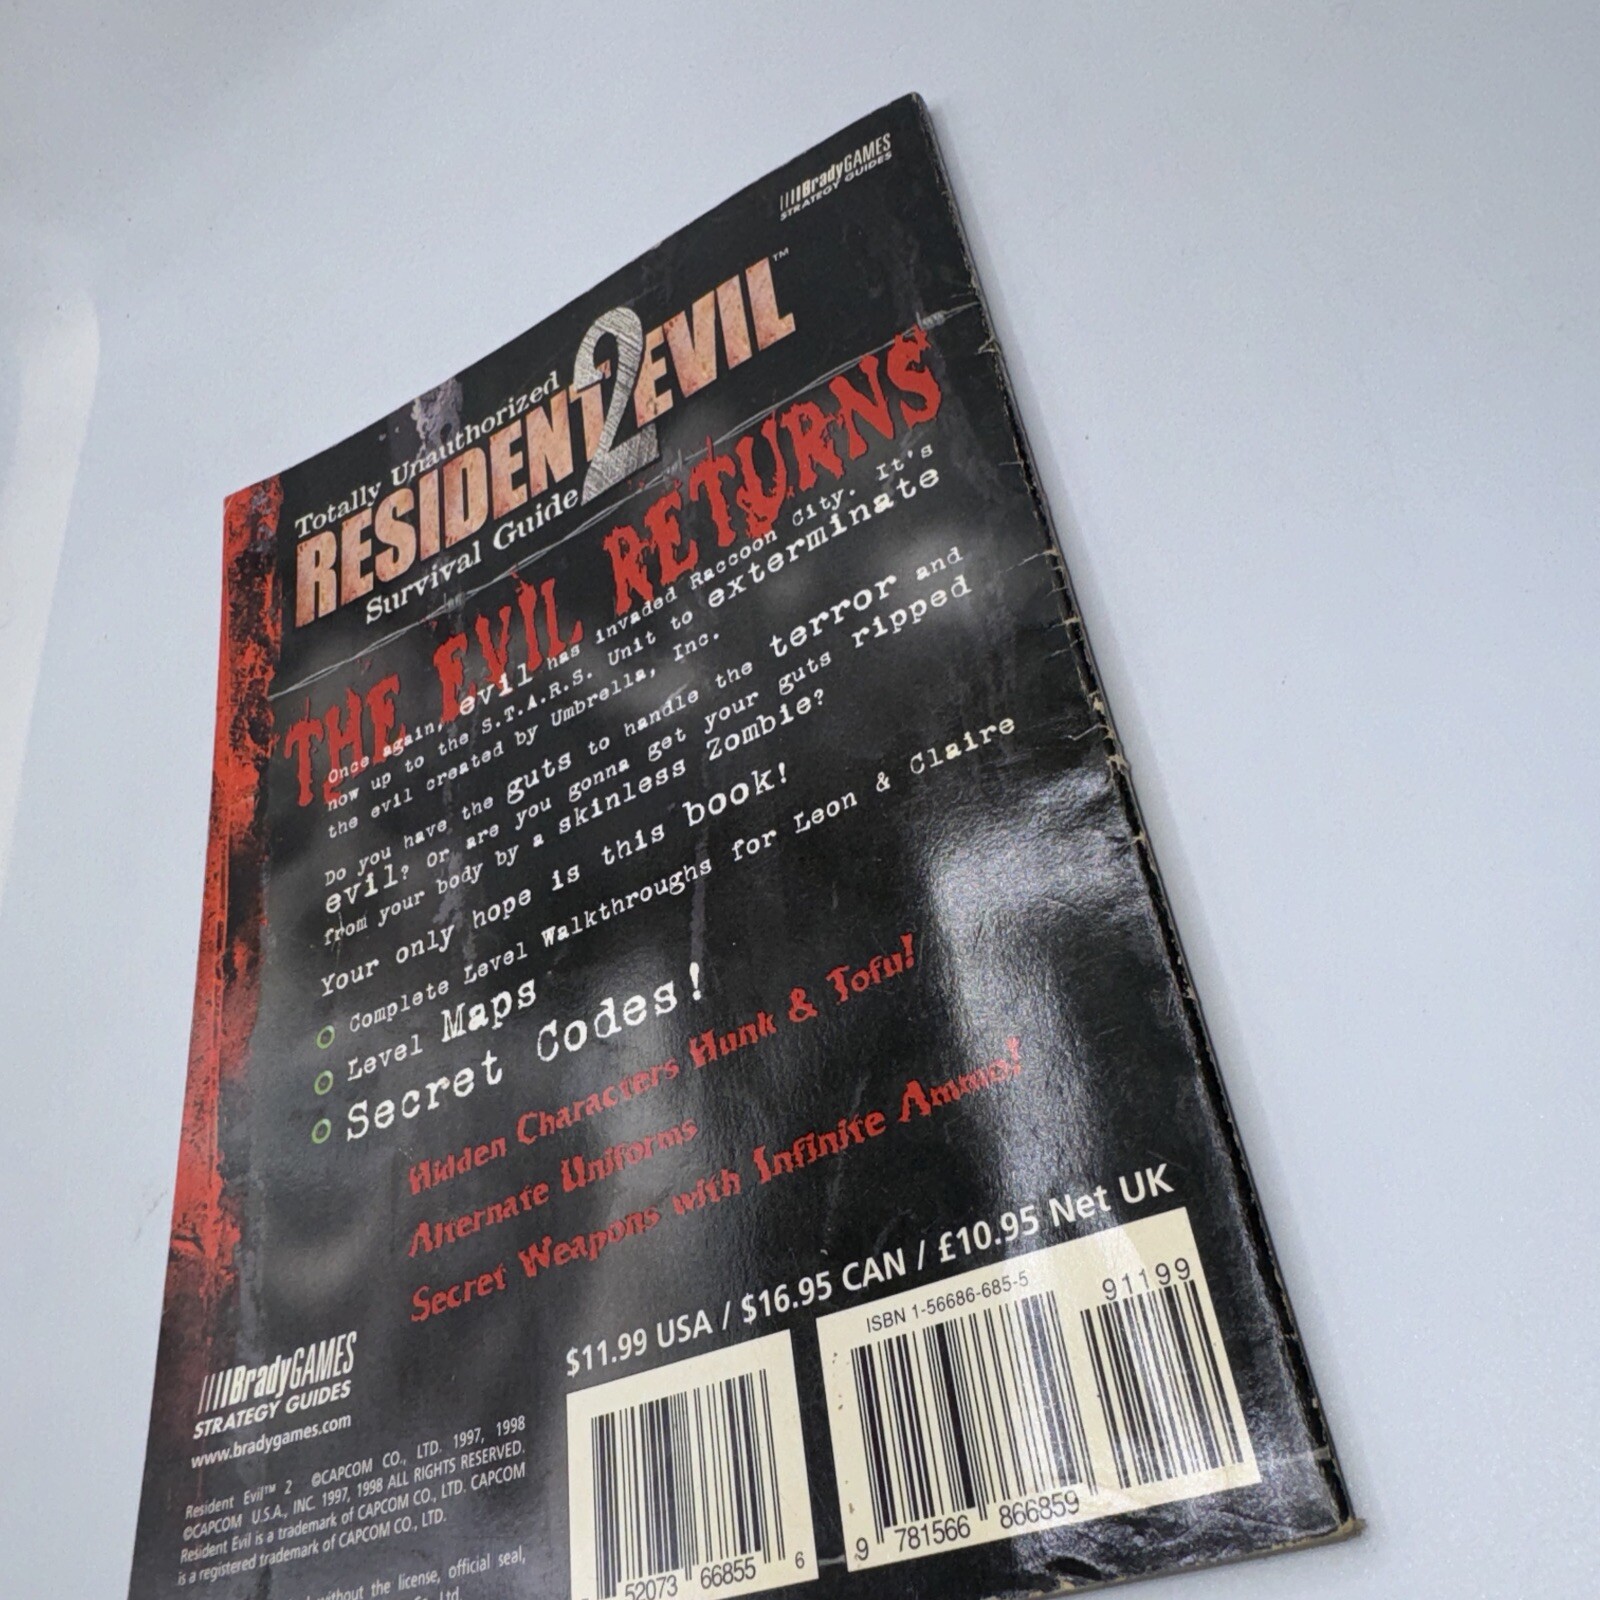 BradyGAMES
STRATEGY GUIDES
Totally Unauthorized
RESIDENT EVIL™
2
Survival Guide
THE EVIL RETURNS
Once again, evil has invaded Raccoon City. It's
now up to the S.T.A.R.S. Unit to exterminate
the evil created by Umbrella, Inc.
Do you have the guts to handle the terror and
evil? Or are you gonna get your guts ripped
from your body by a skinless Zombie?
Your only hope is this book!
Complete Level Walkthroughs for Leon & Claire
Level Maps
Secret Codes!
Hidden Characters Hunk & Tofu!
Alternate Uniforms
Secret Weapons with Infinite Ammo!
$11.99 USA / $16.95 CAN / £10.95 Net UK
ISBN 1-56686-685-5
91199
9 781566 866859
52073 66855 6
BradyGAMES
STRATEGY GUIDES
www.bradygames.com
Resident Evil™ 2 ©CAPCOM CO., LTD. 1997, 1998
©CAPCOM U.S.A., INC. 1997, 1998 ALL RIGHTS RESERVED.
Resident Evil is a trademark of CAPCOM CO., LTD. CAPCOM
is a registered trademark of CAPCOM CO., LTD.
without the license, official seal,
Ltd.